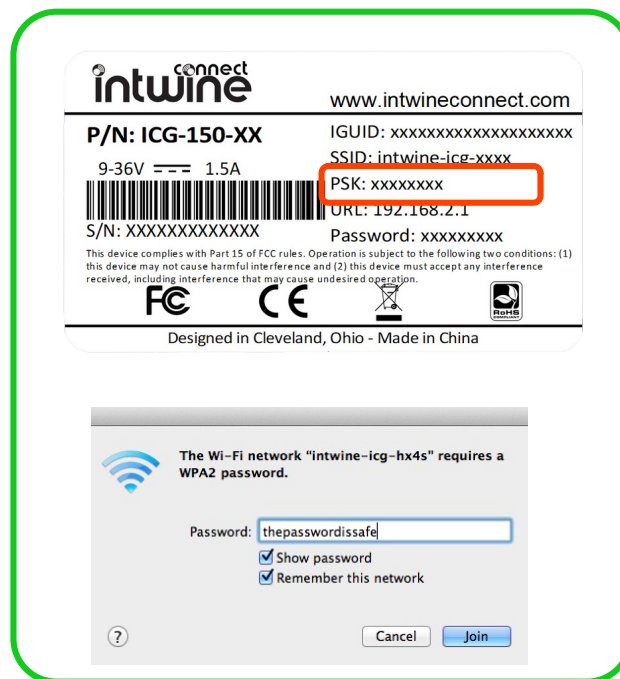 connect
intwine
www.intwineconnect.com
P/N: ICG-150-XX
IGUID: xxxxxxxxxxxxxxxxxxxxx
SSID: intwine-icg-xxxx
9-36V 1.5A
PSK: xxxxxxxx
URL: 192.168.2.1
S/N: XXXXXXXXXXXXX
Password: xxxxxxxxx
This device complies with Part 15 of FCC rules. Operation is subject to the following two conditions: (1)
this device may not cause harmful interference and (2) this device must accept any interference
received, including interference that may cause undesired operation.
FC CE RoHS
COMPLIANT
Designed in Cleveland, Ohio - Made in China
The Wi-Fi network “intwine-icg-hx4s” requires a
WPA2 password.
Password: thepasswordissafe
Show password
Remember this network
? Cancel Join